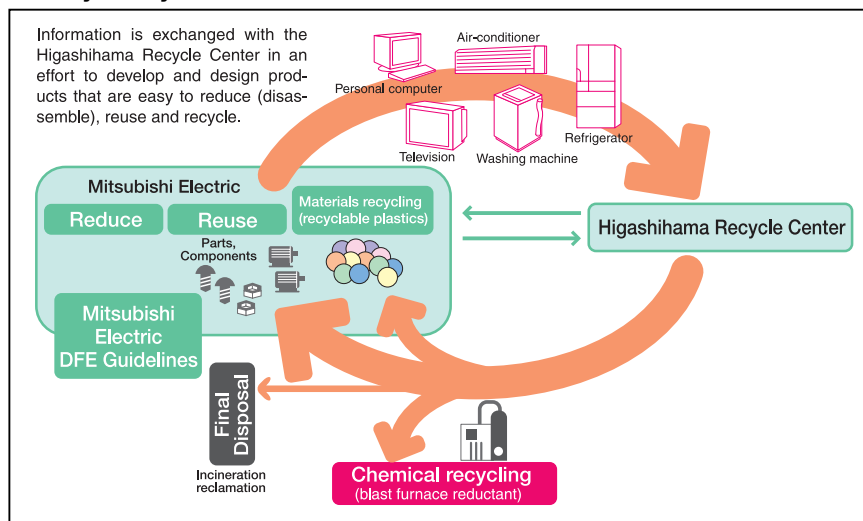 Information is exchanged with the
Higashihama Recycle Center in an
effort to develop and design prod-
ucts that are easy to reduce (disas-
semble), reuse and recycle.
Air-conditioner
Personal computer
Television
Washing machine
Refrigerator
Mitsubishi Electric
Reduce
Reuse
Materials recycling
(recyclable plastics)
Parts,
Components
Higashihama Recycle Center
Mitsubishi
Electric
DFE Guidelines
Final
Disposal
Incineration
reclamation
Chemical recycling
(blast furnace reductant)